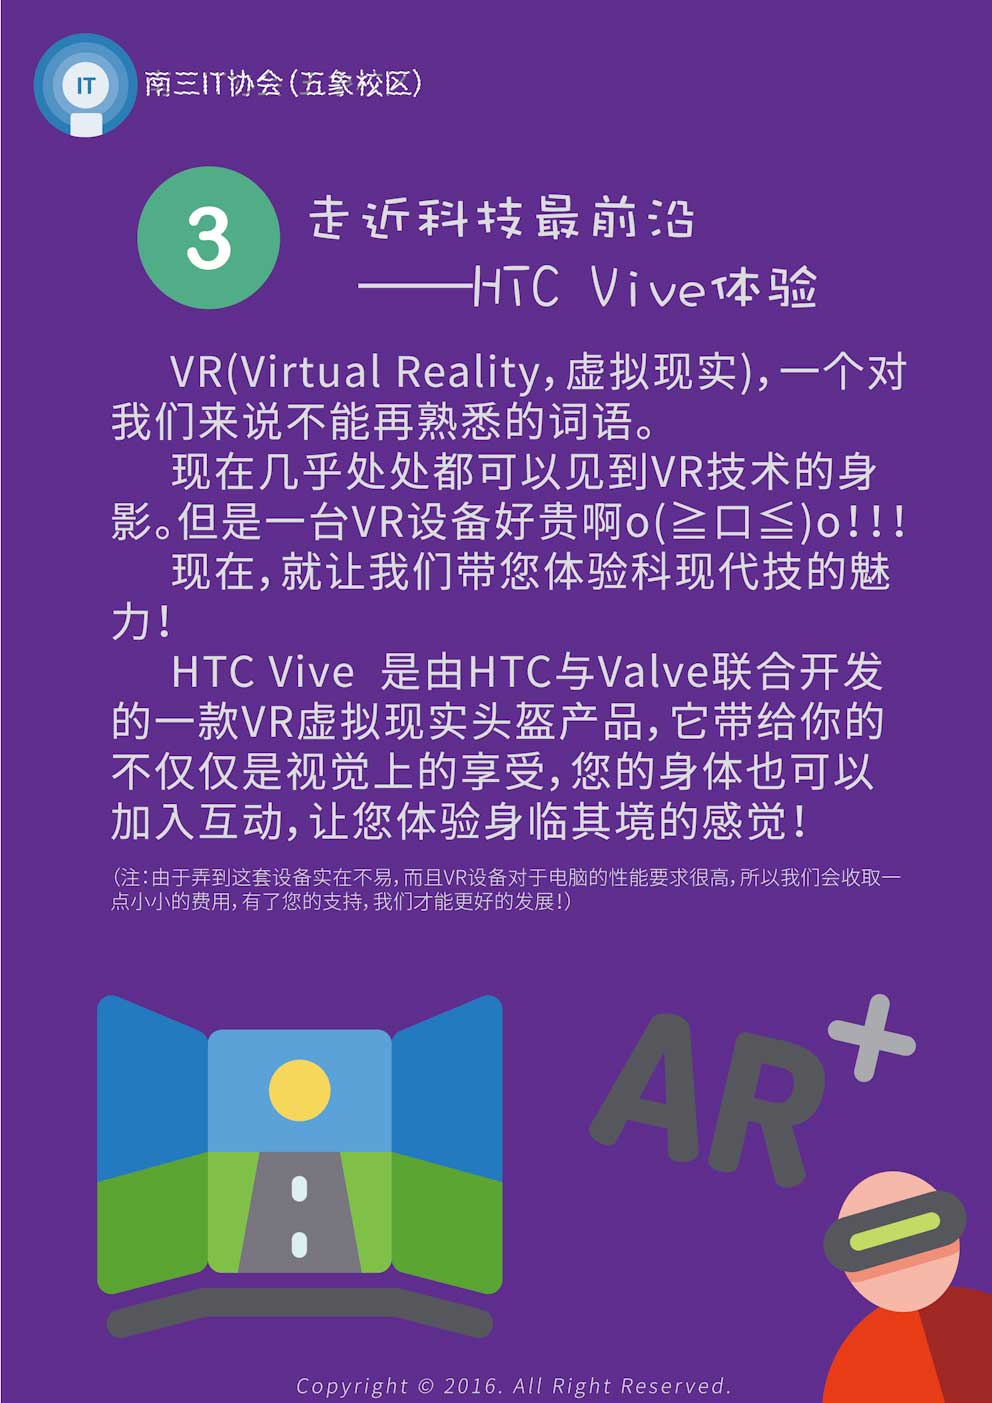 IT
南三IT协会(五象校区)
3
走近科技最前沿
——HTC Vive体验
VR(Virtual Reality，虚拟现实)，一个对
我们来说不能再熟悉的词语。
现在几乎处处都可以见到VR技术的身
影。但是一台VR设备好贵啊o(≧口≦)o！！！
现在，就让我们带您体验科现代技的魅
力！
HTC Vive 是由HTC与Valve联合开发
的一款VR虚拟现实头盔产品，它带给你的
不仅仅是视觉上的享受，您的身体也可以
加入互动，让您体验身临其境的感觉！
（注：由于弄到这套设备实在不易，而且VR设备对于电脑的性能要求很高，所以我们会收取一
点小小的费用，有了您的支持，我们才能更好的发展！）
AR+
Copyright © 2016. All Right Reserved.